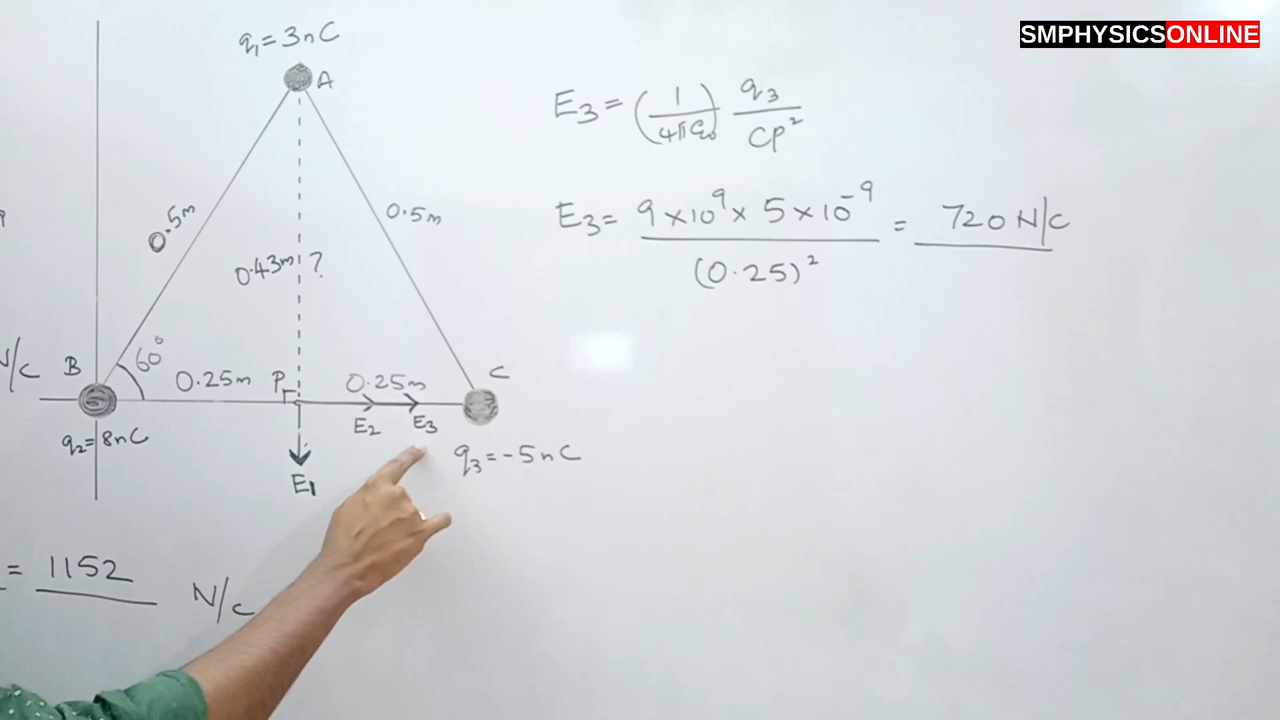 SMPHYSICSONLINE
q₁ = 3nC
A
0.5m
0.5m
0.43m ?
B
60°
0.25m
P
0.25m
C
E₂
E₃
q₂ = 8nC
q₃ = -5nC
E₁
= 1152 N/C
N/C
E₃ = (1/4πε₀) q₃/CP²
E₃ = 9×10⁹ × 5×10⁻⁹ / (0.25)² = 720 N/C